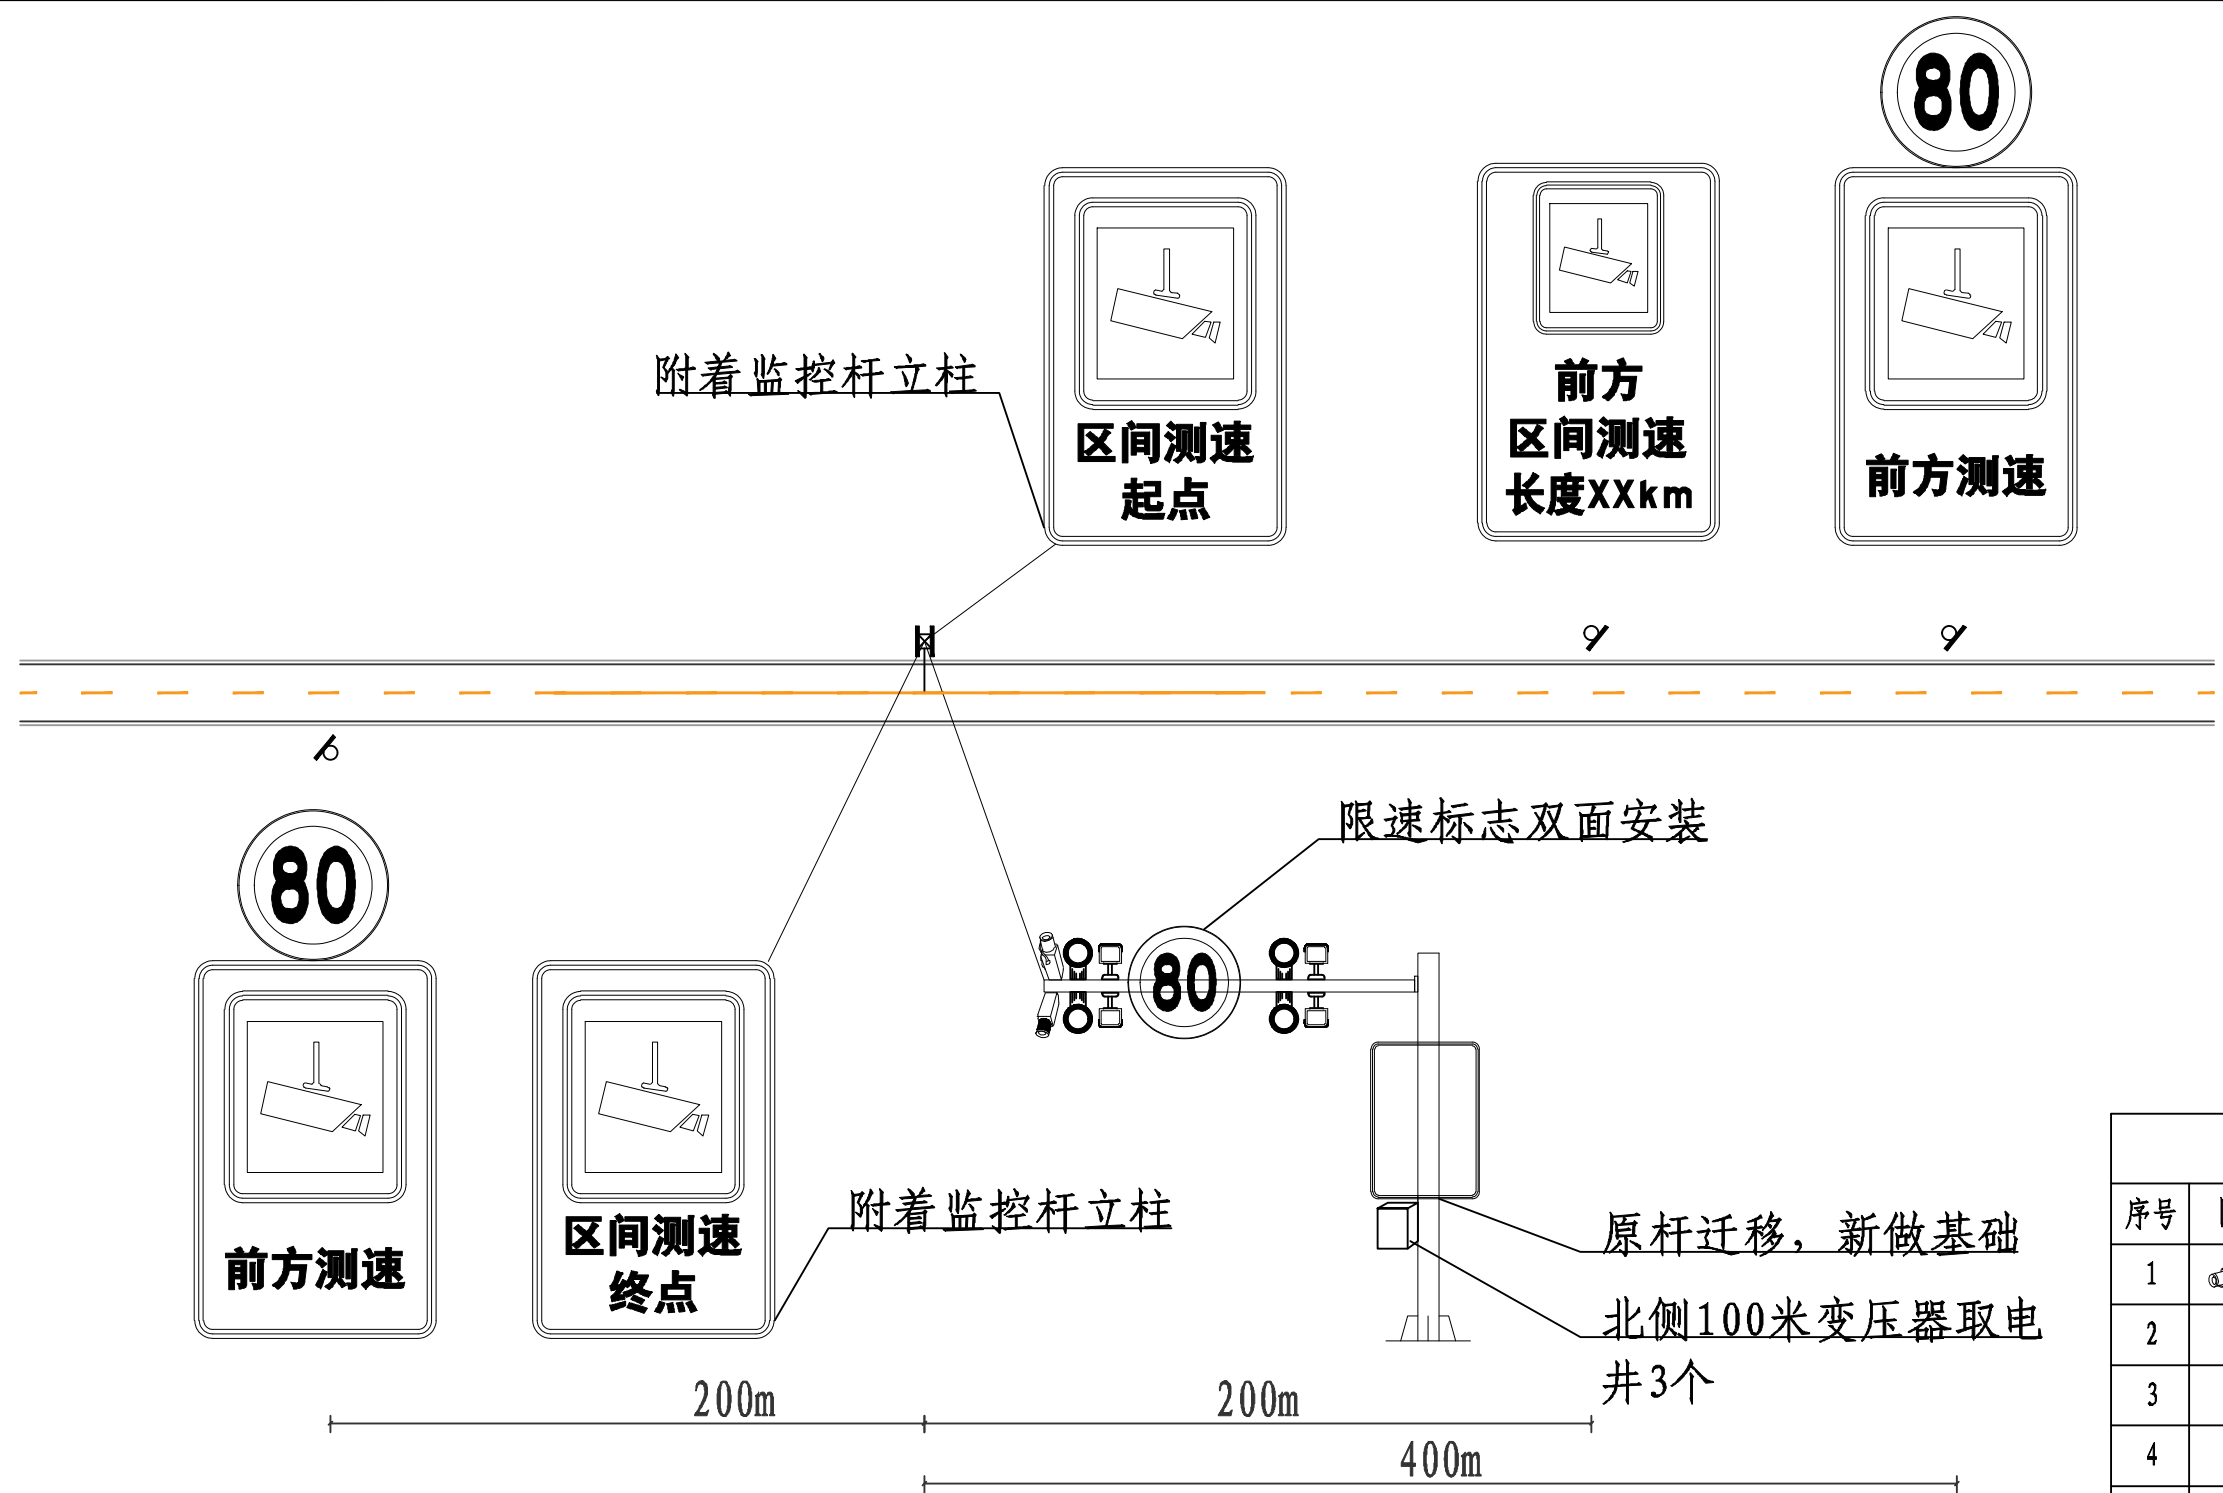 80
附着监控杆立柱
区间测速
起点
前方
区间测速
长度XXkm
前方测速
限速标志双面安装
80
80
前方测速
区间测速
终点
附着监控杆立柱
原杆迁移，新做基础
北侧100米变压器取电
井3个
200m
200m
400m
序号
1
2
3
4